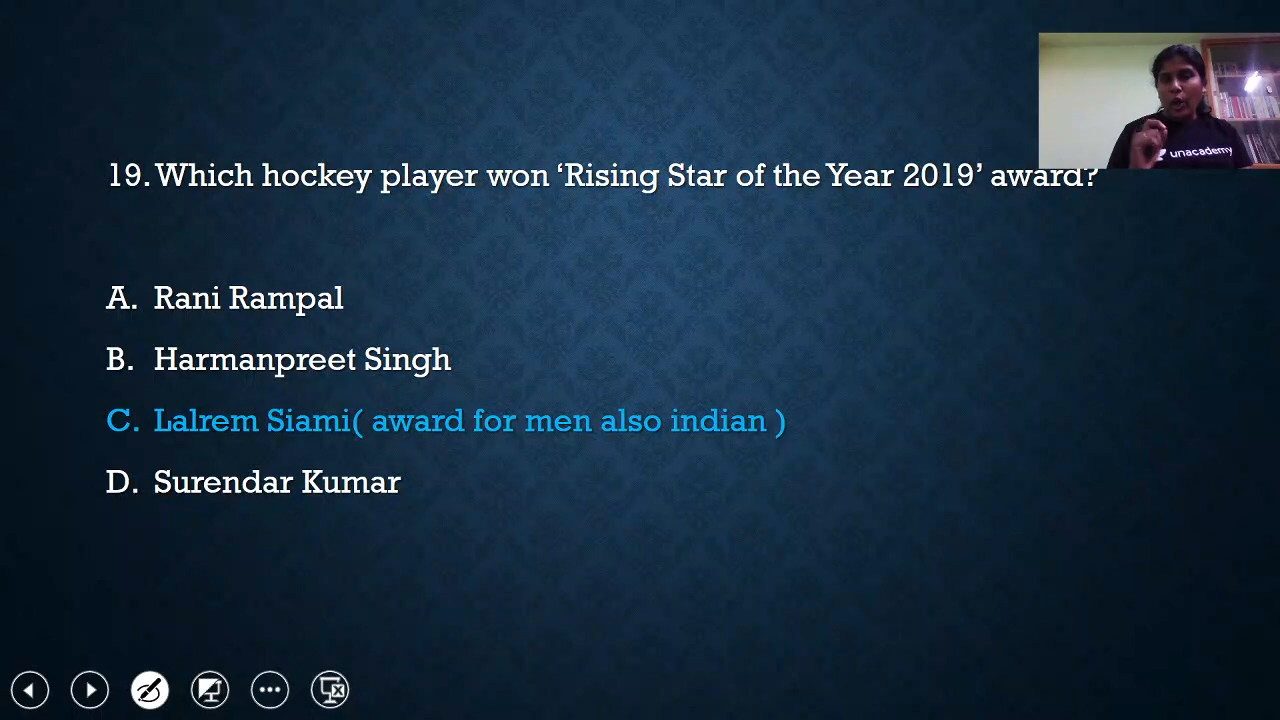 unacademy
19. Which hockey player won ‘Rising Star of the Year 2019’ award?
A. Rani Rampal
B. Harmanpreet Singh
C. Lalrem Siami( award for men also indian )
D. Surendar Kumar